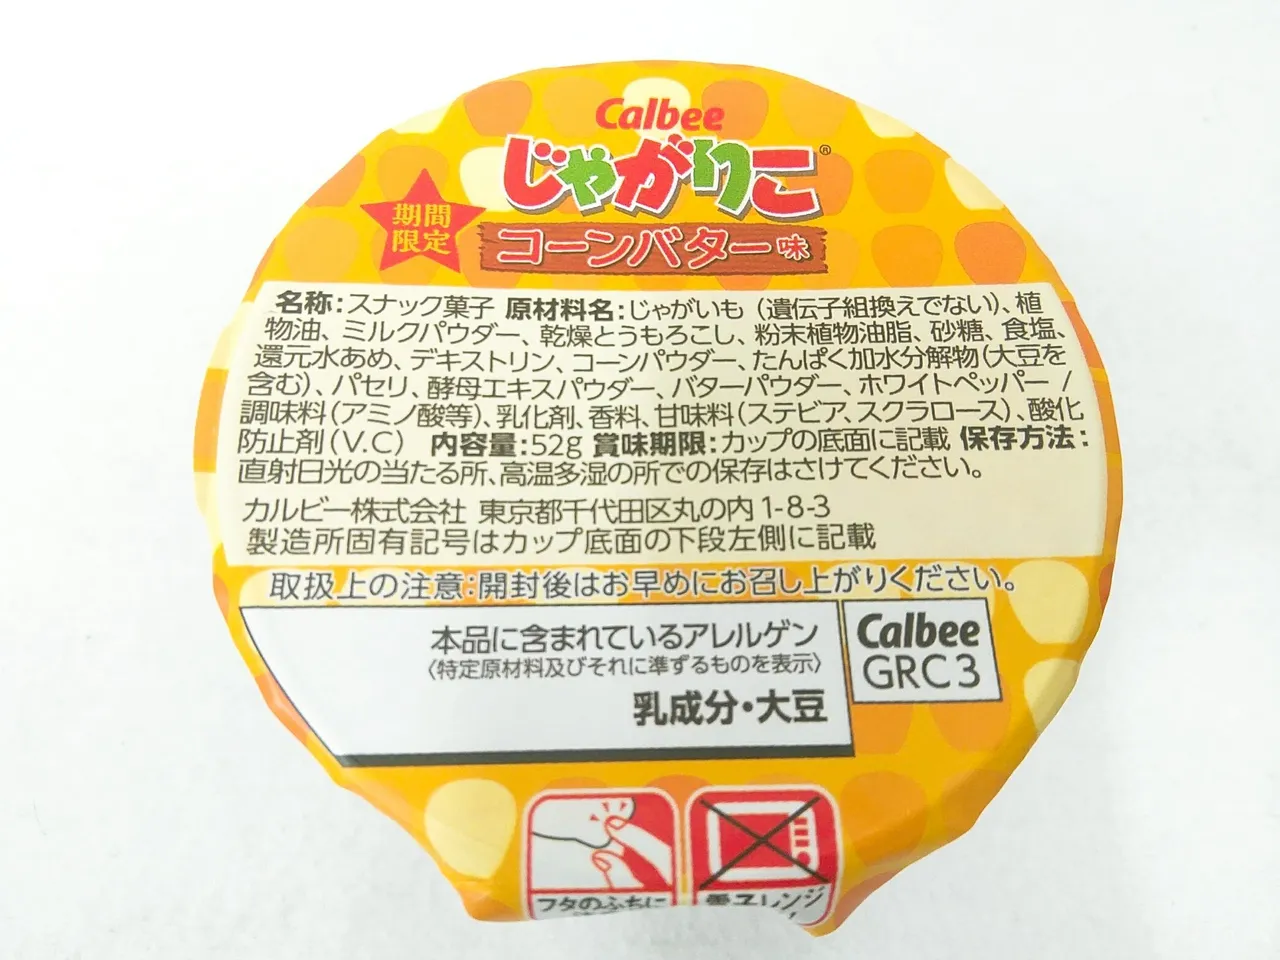 Calbee
じゃがりこ®
期間
限定
コーンバター味
名称：スナック菓子 原材料名：じゃがいも（遺伝子組換えでない）、植
物油、ミルクパウダー、乾燥とうもろこし、粉末植物油脂、砂糖、食塩、
還元水あめ、デキストリン、コーンパウダー、たんぱく加水分解物（大豆を
含む）、パセリ、酵母エキスパウダー、バターパウダー、ホワイトペッパー／
調味料（アミノ酸等）、乳化剤、香料、甘味料（ステビア、スクラロース）、酸化
防止剤（V.C） 内容量：52g 賞味期限：カップの底面に記載 保存方法：
直射日光の当たる所、高温多湿の所での保存はさけてください。
カルビー株式会社 東京都千代田区丸の内1-8-3
製造所固有記号はカップ底面の下段左側に記載
取扱上の注意：開封後はお早めにお召し上がりください。
本品に含まれているアレルゲン
〈特定原材料及びそれに準ずるものを表示〉
乳成分・大豆
Calbee
GRC3
フタのふちに
電子レンジ